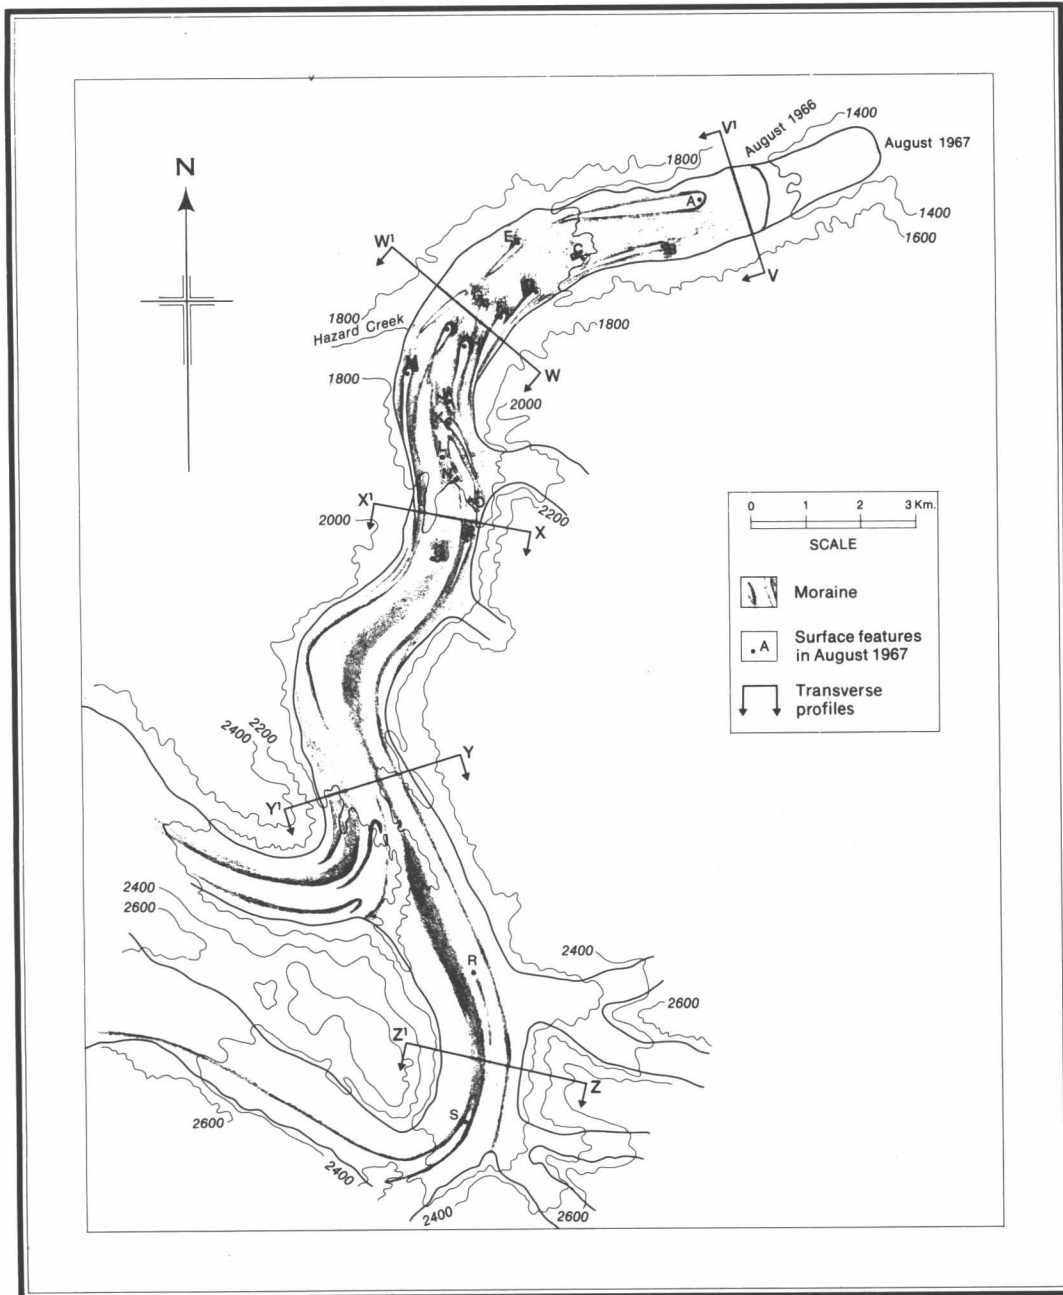 August 1966
1400
August 1967
V¹
1800
N
A
1400
1600
E
W¹
C
B
V
1800
1800
Hazard Creek
1800
W
2000
K
L
N
O
X¹
2200
2000
X
0 1 2 3 Km.
SCALE
Moraine
A Surface features
in August 1967
Transverse
profiles
2200
2400
Y
Y¹
2400
2600
R
2400
2600
Z¹
Z
S
2600
2400
2400
2600